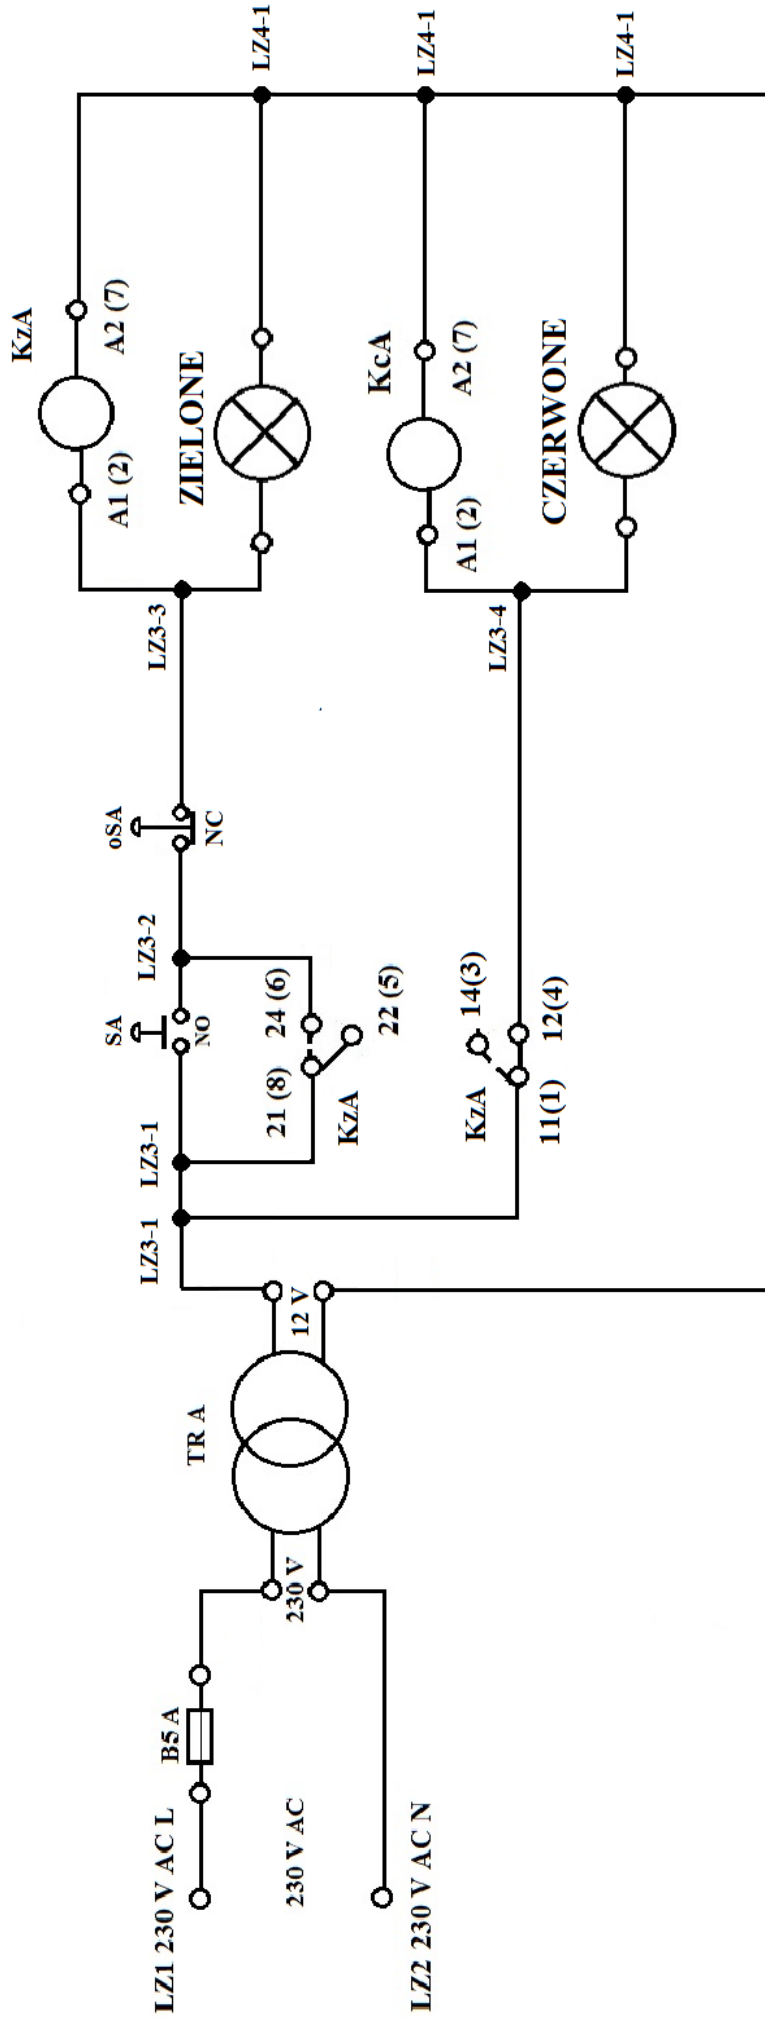 LZ1 230 V AC L
B5 A
230 V AC
LZ2 230 V AC N
230 V
TR A
12 V
LZ3-1
LZ3-1
SA
NO
LZ3-2
21 (8)
24 (6)
KzA
22 (5)
oSA
NC
KzA
14(3)
11(1)
12(4)
LZ3-3
LZ3-4
KzA
A1 (2)
A2 (7)
ZIELONE
KcA
A1 (2)
A2 (7)
CZERWONE
LZ4-1
LZ4-1
LZ4-1